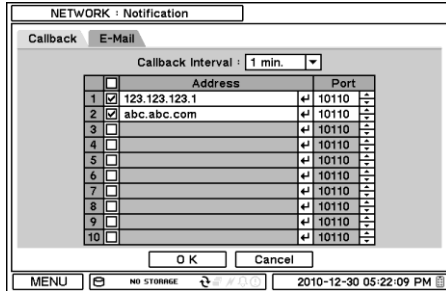 NETWORK : Notification
Callback E-Mail
Callback Interval : 1 min.
Address Port
1 123.123.123.1 10110
2 abc.abc.com 10110
3 10110
4 10110
5 10110
6 10110
7 10110
8 10110
9 10110
10 10110
O K Cancel
MENU NO STORAGE 2010-12-30 05:22:09 PM